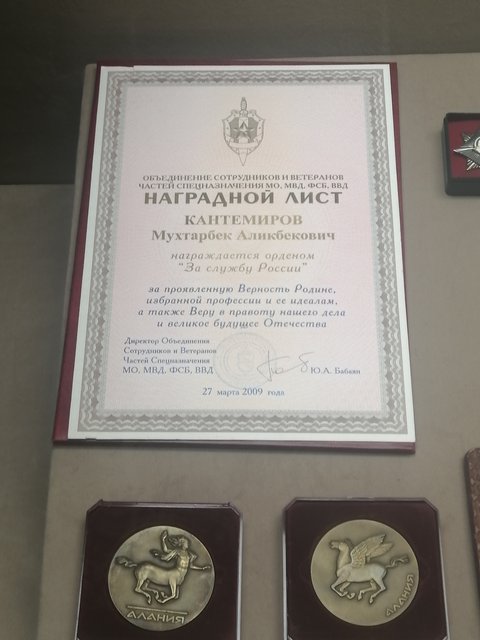 ОБЪЕДИНЕНИЕ СОТРУДНИКОВ И ВЕТЕРАНОВ
ЧАСТЕЙ СПЕЦНАЗНАЧЕНИЯ МО, МВД, ФСБ, ВВД
НАГРАДНОЙ ЛИСТ
КАНТЕМИРОВ
Мухтарбек Аликбекович
награждается орденом
"За службу России"
за проявленную Верность Родине,
избранной профессии и ее идеалам,
а также Веру в правоту нашего дела
и великое будущее Отечества
Директор Объединения
Сотрудников и Ветеранов
Частей Спецназначения
МО, МВД, ФСБ, ВВД
Ю.А. Бабаян
27 марта 2009 года
АЛАНИЯ
АЛАНИЯ